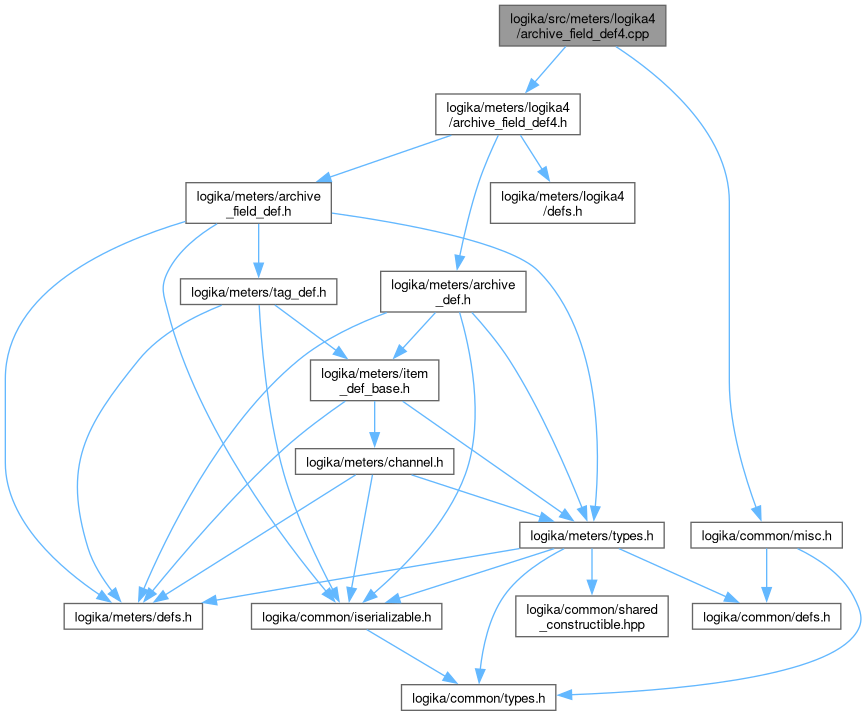 logika/src/meters/logika4
/archive_field_def4.cpp
logika/meters/logika4
/archive_field_def4.h
logika/meters/archive
_field_def.h
logika/meters/logika4
/defs.h
logika/meters/tag_def.h
logika/meters/archive
_def.h
logika/meters/item
_def_base.h
logika/meters/channel.h
logika/meters/types.h
logika/common/misc.h
logika/meters/defs.h
logika/common/iserializable.h
logika/common/shared
_constructible.hpp
logika/common/defs.h
logika/common/types.h